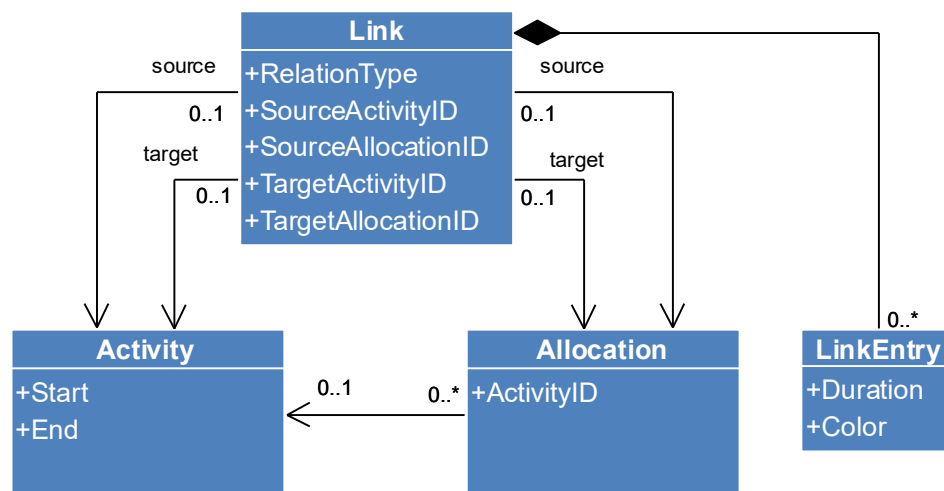 Link
source
source
+RelationType
0..1
+SourceActivityID
0..1
+SourceAllocationID
target
target
+TargetActivityID
0..1
0..1
+TargetAllocationID
0..*
Activity
Allocation
LinkEntry
+Start
0..1
0..*
+ActivityID
+Duration
+End
+Color